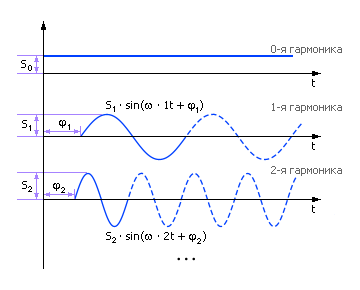 0-я гармоника
S0
t
1-я гармоника
S1 · sin(ω · 1t + φ1)
S1
φ1
t
2-я гармоника
S2
φ2
t
S2 · sin(ω · 2t + φ2)
...